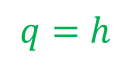 q = h